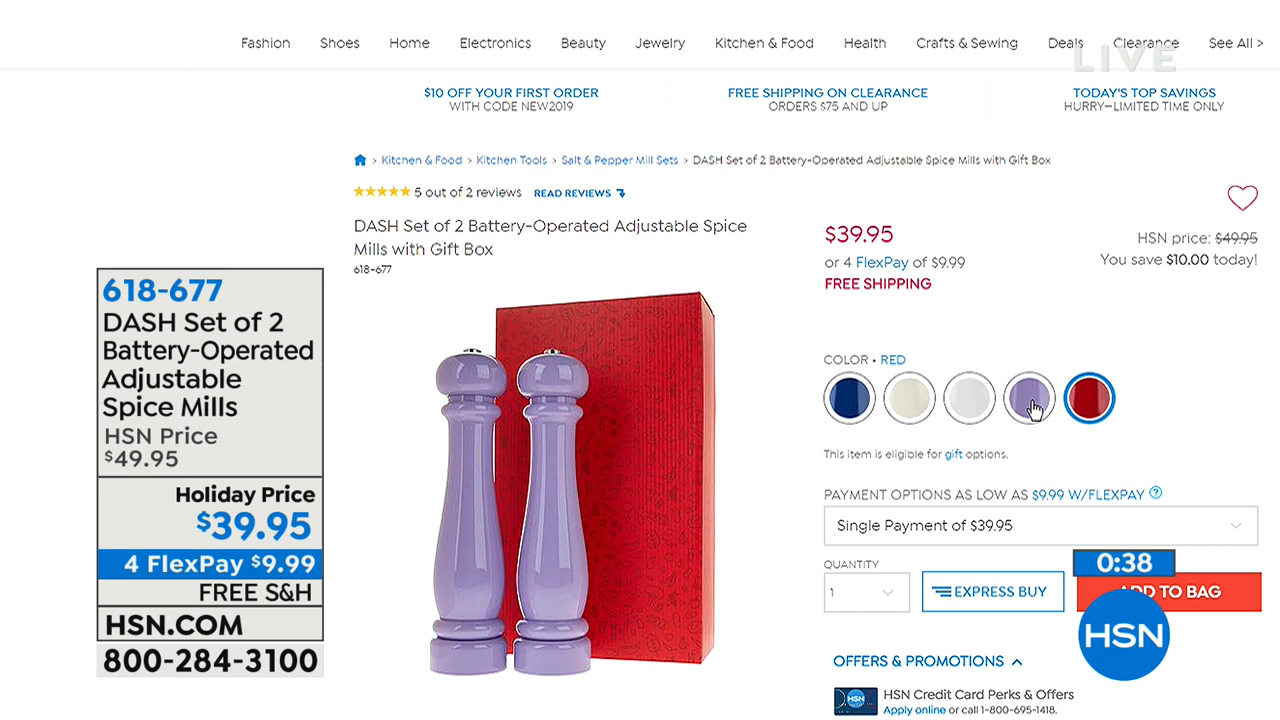 Fashion Shoes Home Electronics Beauty Jewelry Kitchen & Food Health Crafts & Sewing Deals Clearance See All >
LIVE
$10 OFF YOUR FIRST ORDER
WITH CODE NEW2019
FREE SHIPPING ON CLEARANCE
ORDERS $75 AND UP
TODAY'S TOP SAVINGS
HURRY—LIMITED TIME ONLY
> Kitchen & Food > Kitchen Tools > Salt & Pepper Mill Sets > DASH Set of 2 Battery-Operated Adjustable Spice Mills with Gift Box
5 out of 2 reviews READ REVIEWS
DASH Set of 2 Battery-Operated Adjustable Spice
Mills with Gift Box
618-677
$39.95
or 4 FlexPay of $9.99
FREE SHIPPING
HSN price: $49.95
You save $10.00 today!
COLOR • RED
This item is eligible for gift options.
PAYMENT OPTIONS AS LOW AS $9.99 W/FLEXPAY ?
Single Payment of $39.95
QUANTITY
1
EXPRESS BUY
ADD TO BAG
0:38
HSN
OFFERS & PROMOTIONS
HSN
HSN Credit Card Perks & Offers
Apply online or call 1-800-695-1418.
618-677
DASH Set of 2
Battery-Operated
Adjustable
Spice Mills
HSN Price
$49.95
Holiday Price
$39.95
4 FlexPay $9.99
FREE S&H
HSN.COM
800-284-3100